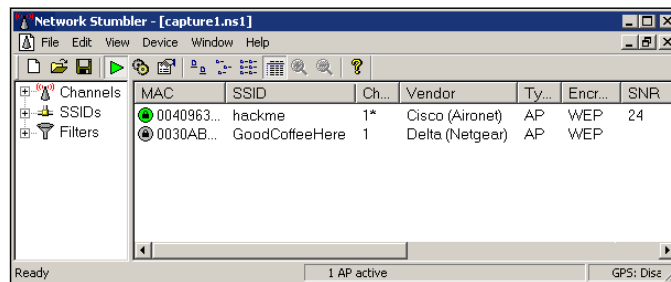 Network Stumbler - [capture1.ns1]
File Edit View Device Window Help
Channels
SSIDs
Filters
MAC SSID Ch... Vendor Ty... Encr... SNR
0040963... hackme 1* Cisco (Aironet) AP WEP 24
0030AB... GoodCoffeeHere 1 Delta (Netgear) AP WEP
Ready 1 AP active GPS: Disa